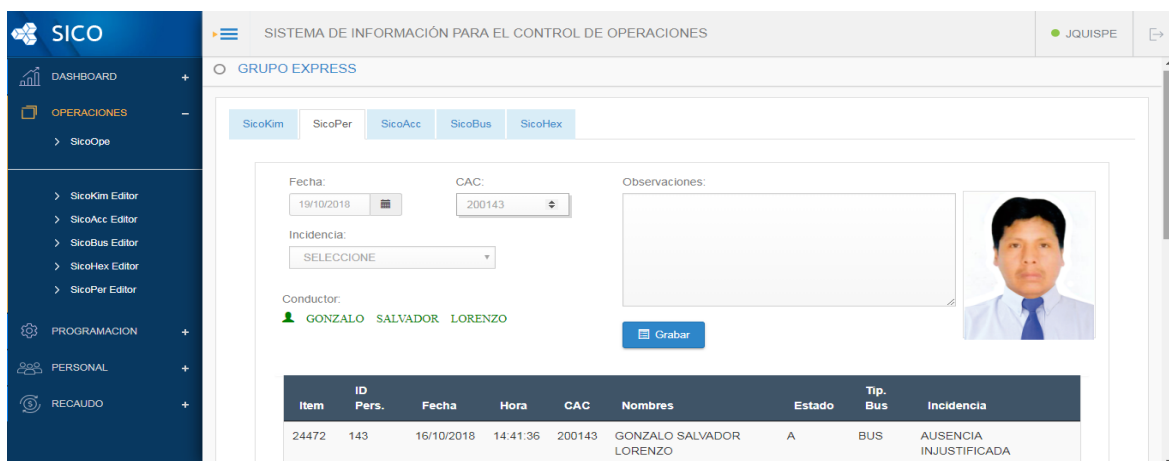 SICO
SISTEMA DE INFORMACIÓN PARA EL CONTROL DE OPERACIONES
JQUISPE
DASHBOARD +
OPERACIONES –
> SicoOpe
> SicoKim Editor
> SicoAcc Editor
> SicoBus Editor
> SicoHex Editor
> SicoPer Editor
PROGRAMACION +
PERSONAL +
RECAUDO +
GRUPO EXPRESS
SicoKim SicoPer SicoAcc SicoBus SicoHex
Fecha: CAC: Observaciones:
19/10/2018 200143
Incidencia:
SELECCIONE
Conductor:
GONZALO SALVADOR LORENZO
Grabar
Item ID Pers. Fecha Hora CAC Nombres Estado Tip. Bus Incidencia
24472 143 16/10/2018 14:41:36 200143 GONZALO SALVADOR A BUS AUSENCIA
LORENZO INJUSTIFICADA